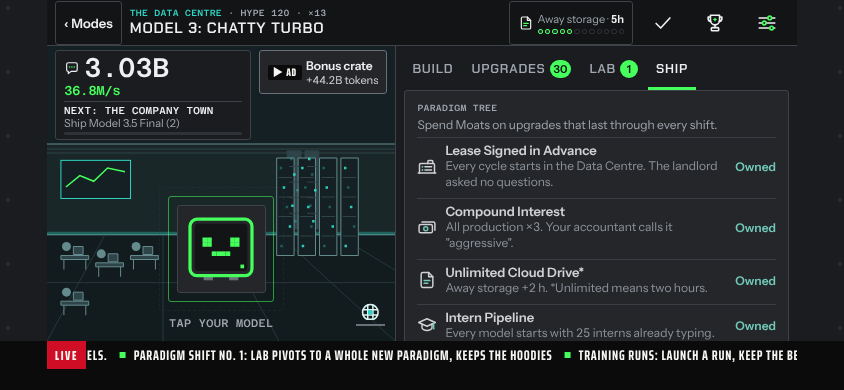 ‹ Modes
THE DATA CENTRE · HYPE 120 · ×13
MODEL 3: CHATTY TURBO
Away storage · 5h
3.03B
36.8M/s
NEXT: THE COMPANY TOWN
Ship Model 3.5 Final (2)
AD
Bonus crate
+44.2B tokens
TAP YOUR MODEL
BUILD UPGRADES 30 LAB 1 SHIP
PARADIGM TREE
Spend Moats on upgrades that last through every shift.
Lease Signed in Advance
Every cycle starts in the Data Centre. The landlord
asked no questions.
Owned
Compound Interest
All production ×3. Your accountant calls it
"aggressive".
Owned
Unlimited Cloud Drive*
Away storage +2 h. *Unlimited means two hours.
Owned
Intern Pipeline
Every model starts with 25 interns already typing.
Owned
LIVE ELS. PARADIGM SHIFT NO. 1: LAB PIVOTS TO A WHOLE NEW PARADIGM, KEEPS THE HOODIES TRAINING RUNS: LAUNCH A RUN, KEEP THE BE